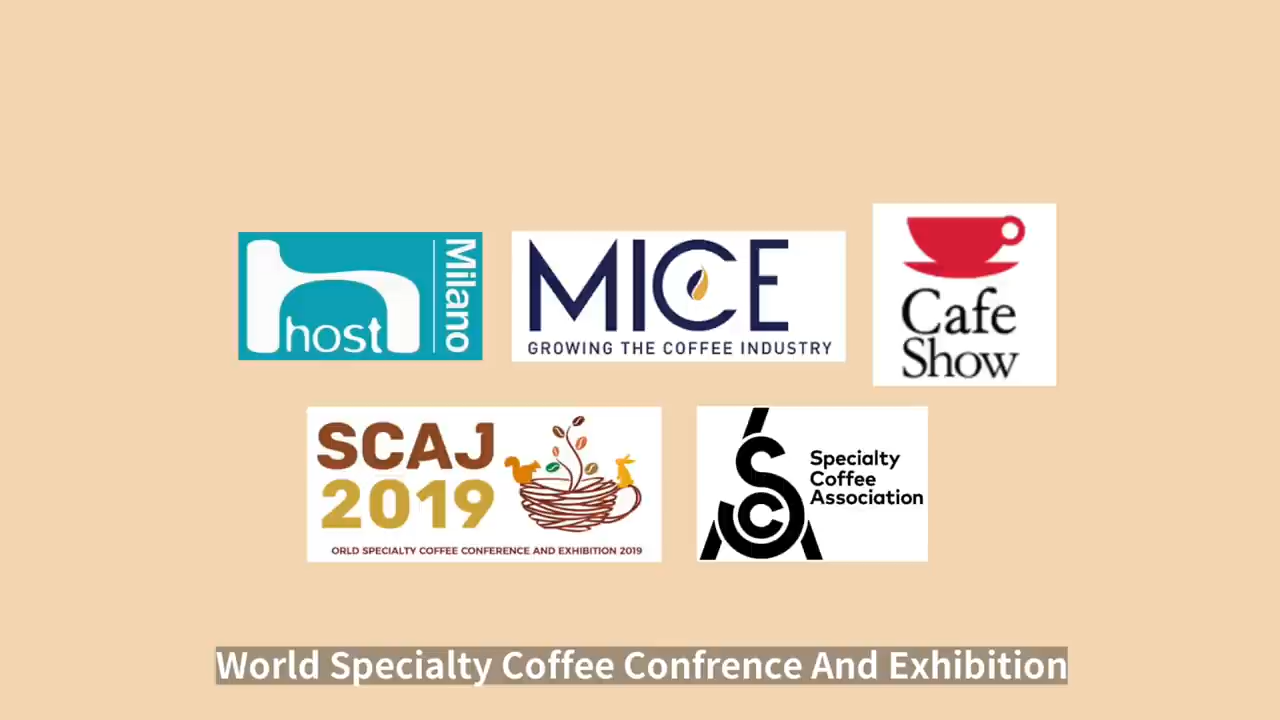 host
Milano
MICE
GROWING THE COFFEE INDUSTRY
Cafe
Show
SCAJ
2019
ORLD SPECIALTY COFFEE CONFERENCE AND EXHIBITION 2019
SCA
Specialty
Coffee
Association
World Specialty Coffee Confrence And Exhibition